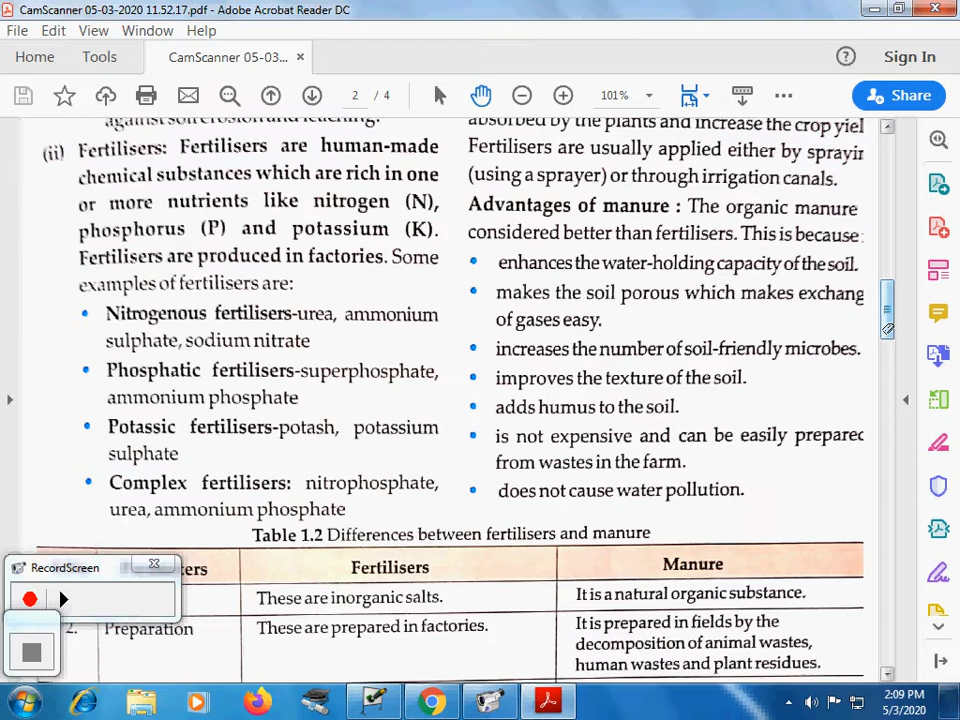 CamScanner 05-03-2020 11.52.17.pdf - Adobe Acrobat Reader DC
File Edit View Window Help
Home Tools CamScanner 05-03... × Sign In
2 / 4 101% Share
against soil erosion and leaching.
(ii) Fertilisers: Fertilisers are human-made
chemical substances which are rich in one
or more nutrients like nitrogen (N),
phosphorus (P) and potassium (K).
Fertilisers are produced in factories. Some
examples of fertilisers are:
• Nitrogenous fertilisers-urea, ammonium
sulphate, sodium nitrate
• Phosphatic fertilisers-superphosphate,
ammonium phosphate
• Potassic fertilisers-potash, potassium
sulphate
• Complex fertilisers: nitrophosphate,
urea, ammonium phosphate
absorbed by the plants and increase the crop yiel
Fertilisers are usually applied either by sprayin
(using a sprayer) or through irrigation canals.
Advantages of manure : The organic manure
considered better than fertilisers. This is because:
• enhances the water-holding capacity of the soil.
• makes the soil porous which makes exchang
of gases easy.
• increases the number of soil-friendly microbes.
• improves the texture of the soil.
• adds humus to the soil.
• is not expensive and can be easily prepared
from wastes in the farm.
• does not cause water pollution.
Table 1.2 Differences between fertilisers and manure
ters Fertilisers Manure
These are inorganic salts. It is a natural organic substance.
2. Preparation These are prepared in factories. It is prepared in fields by the
decomposition of animal wastes,
human wastes and plant residues.
RecordScreen
2:09 PM
5/3/2020